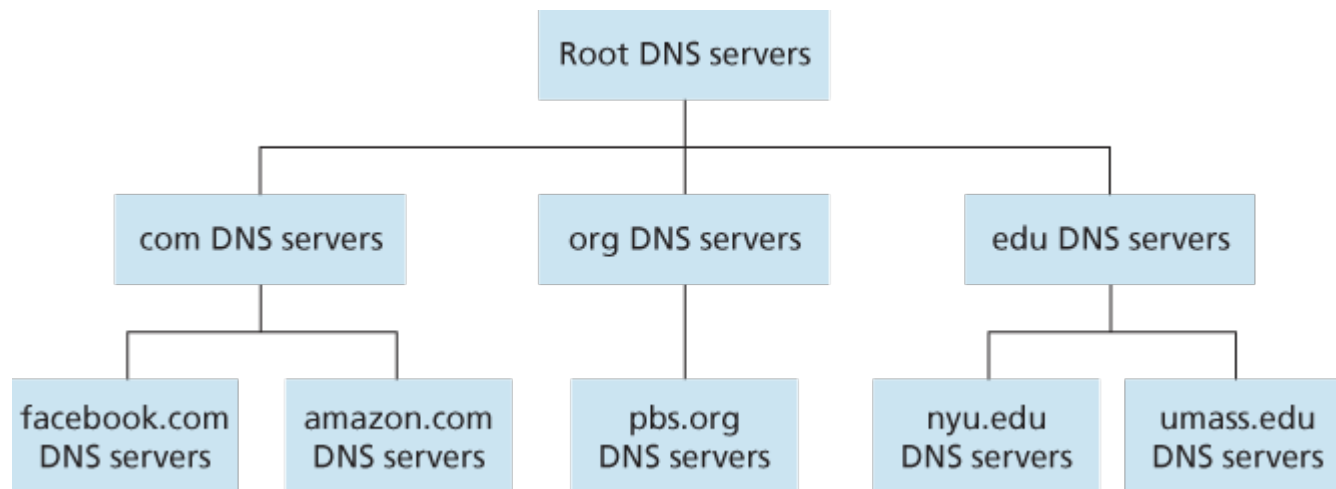 Root DNS servers
com DNS servers
org DNS servers
edu DNS servers
facebook.com
DNS servers
amazon.com
DNS servers
pbs.org
DNS servers
nyu.edu
DNS servers
umass.edu
DNS servers